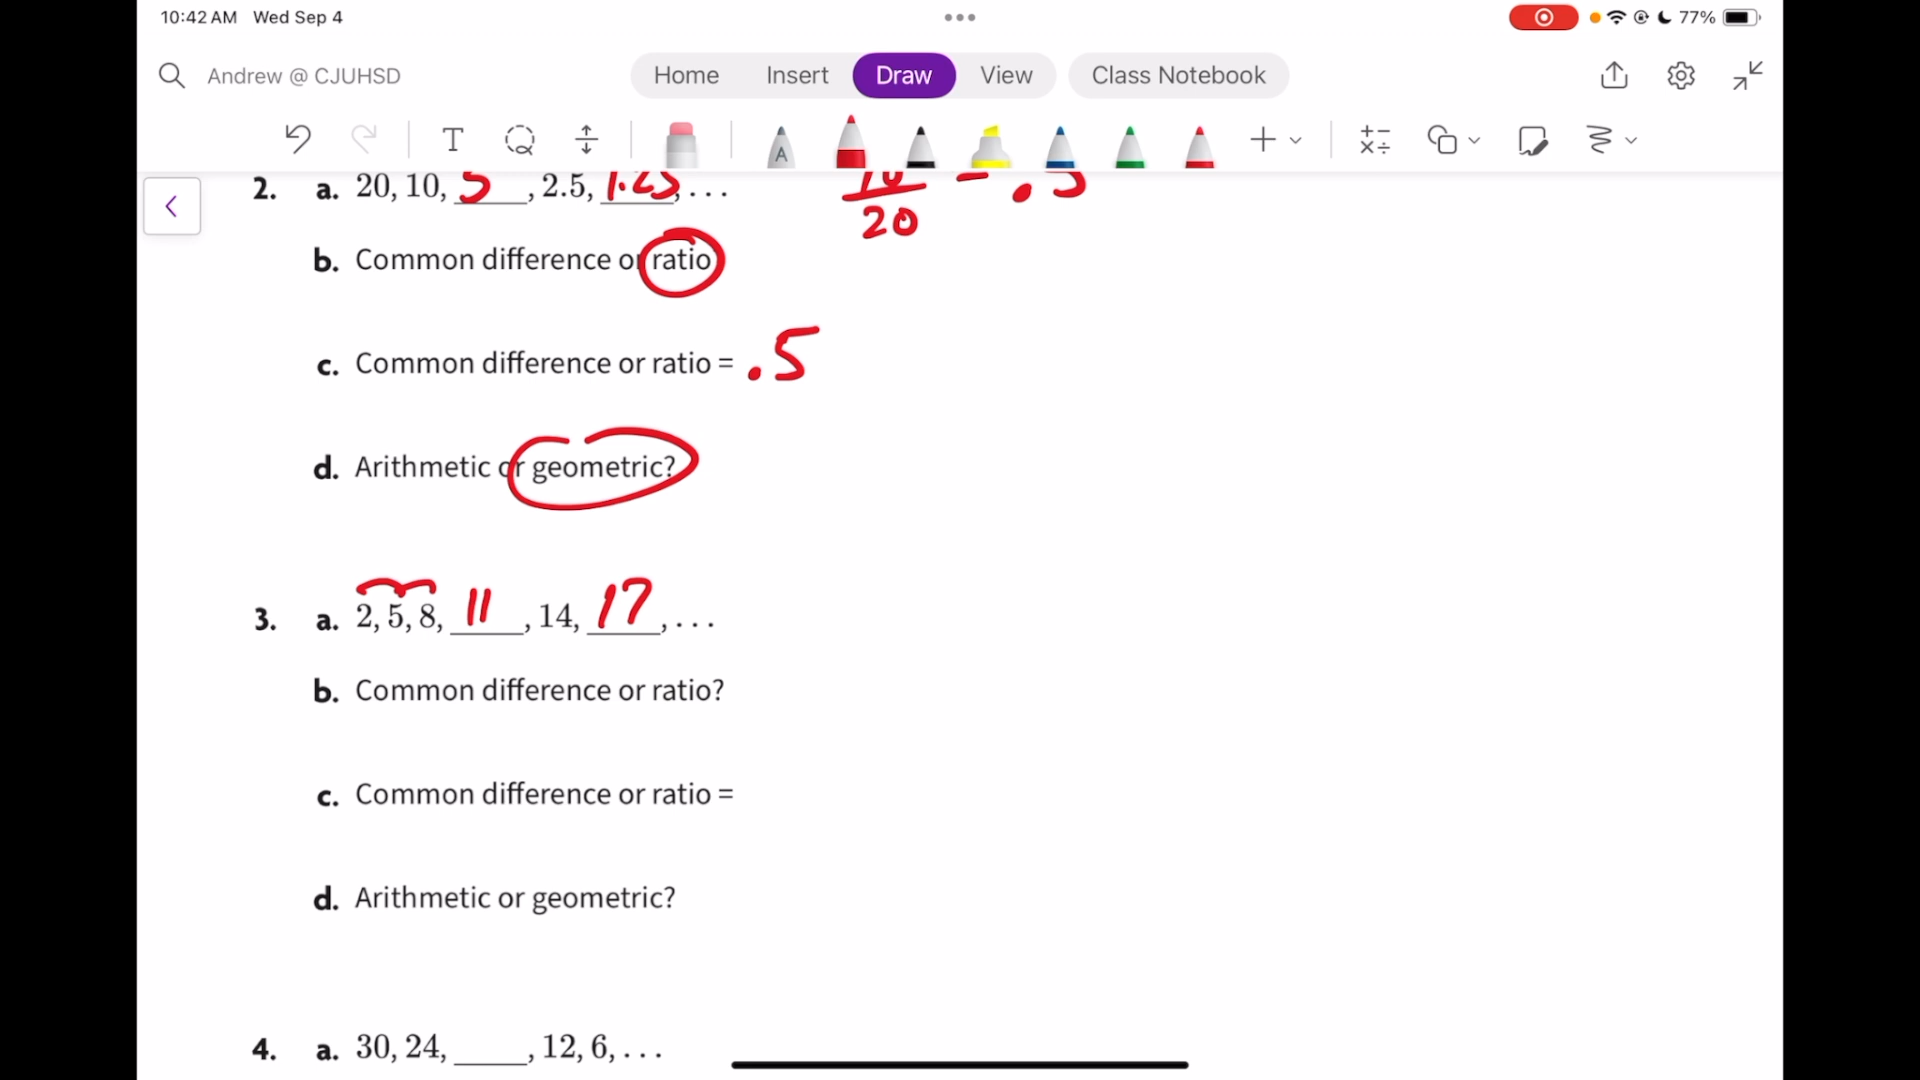 10:42 AM Wed Sep 4 77%
Andrew @ CJUHSD Home Insert Draw View Class Notebook
T A
2. a. 20, 10, 5, 2.5, 1.25, ... 10/20 = .5
b. Common difference or ratio
c. Common difference or ratio = .5
d. Arithmetic or geometric?
3. a. 2, 5, 8, 11, 14, 17, ...
b. Common difference or ratio?
c. Common difference or ratio =
d. Arithmetic or geometric?
4. a. 30, 24, ____, 12, 6, ...